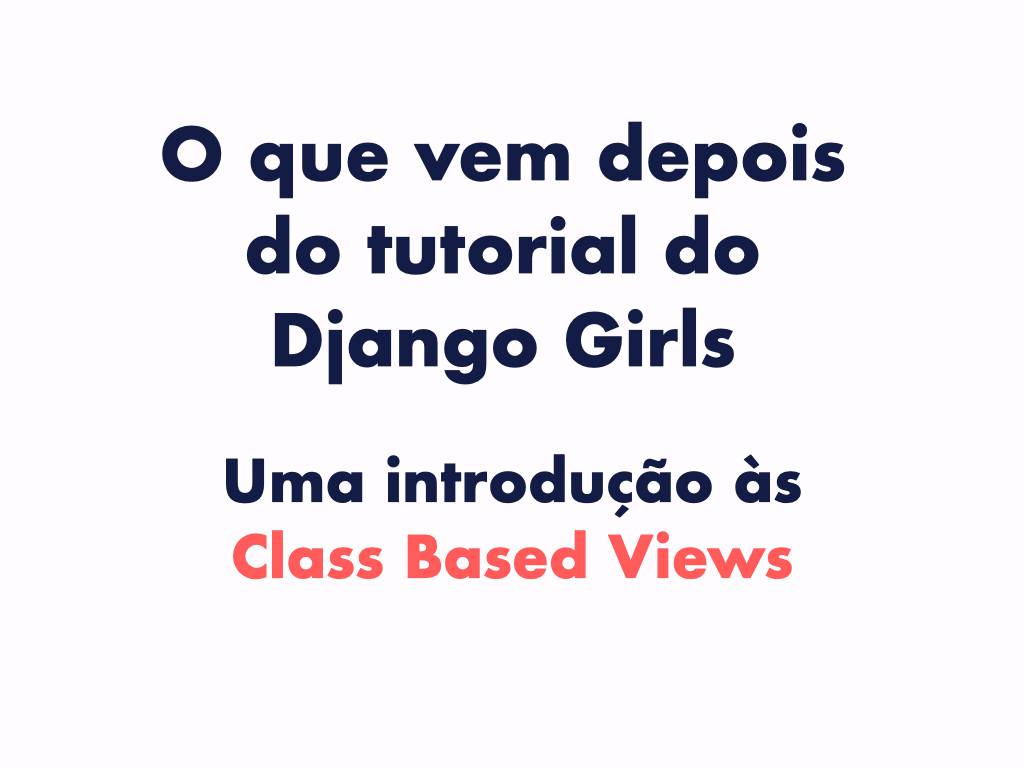 O que vem depois
do tutorial do
Django Girls
Uma introdução às
Class Based Views